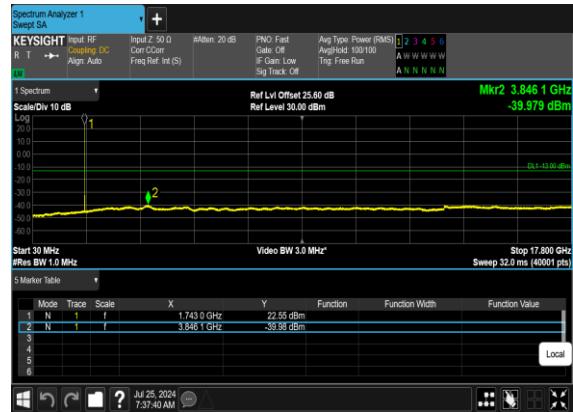 Spectrum Analyzer 1
Swept SA
+
KEYSIGHT Input: RF Input Z: 50 Ω #Atten: 20 dB PNO: Fast Avg Type: Power (RMS) 1 2 3 4 5 6
R T Coupling: DC Corr CCorr Gate: Off Avg|Hold: 100/100 A W W W W W
Align: Auto Freq Ref: Int (S) IF Gain: Low Trig: Free Run
Sig Track: Off A N N N N N
LW
1 Spectrum
Ref Lvl Offset 25.60 dB Mkr2 3.846 1 GHz
Scale/Div 10 dB Ref Level 30.00 dBm -39.979 dBm
Log
1
20.0
10.0
0.00
-10.0 DL1 -13.00 dBm
-20.0
-30.0 2
-40.0
-50.0
-60.0
Start 30 MHz Video BW 3.0 MHz* Stop 17.800 GHz
#Res BW 1.0 MHz Sweep 32.0 ms (40001 pts)
5 Marker Table
Mode Trace Scale X Y Function Function Width Function Value
1 N 1 f 1.743 0 GHz 22.55 dBm
2 N 1 f 3.846 1 GHz -39.98 dBm
3
4
5
6
Local
? Jul 25, 2024
7:37:40 AM